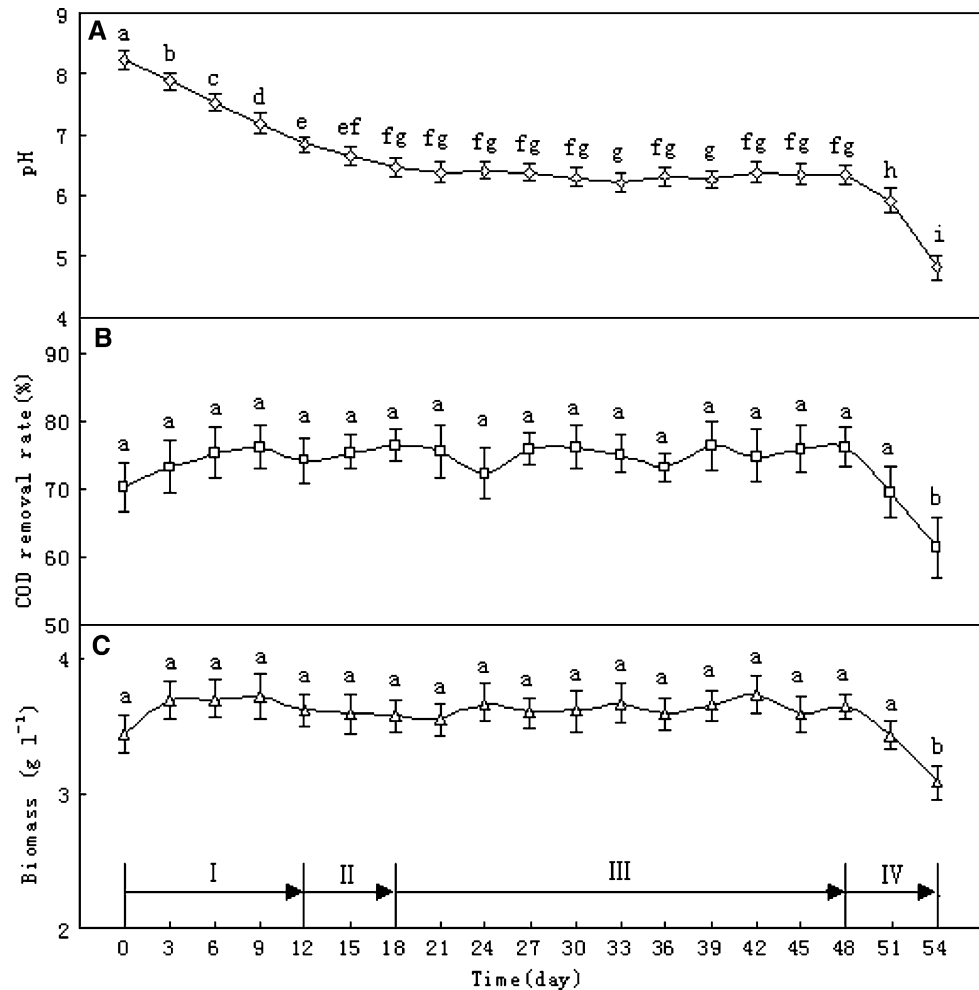 A
9
8
7
6
5
4
pH
a b c d e ef fg fg fg fg fg g fg g fg fg fg h i
B
90
80
70
60
50
COD removal rate(%)
a a a a a a a a a a a a a a a a a a b
C
4
3
2
Biomass (g l⁻¹)
a a a a a a a a a a a a a a a a a a b
I II III IV
0 3 6 9 12 15 18 21 24 27 30 33 36 39 42 45 48 51 54
Time(day)